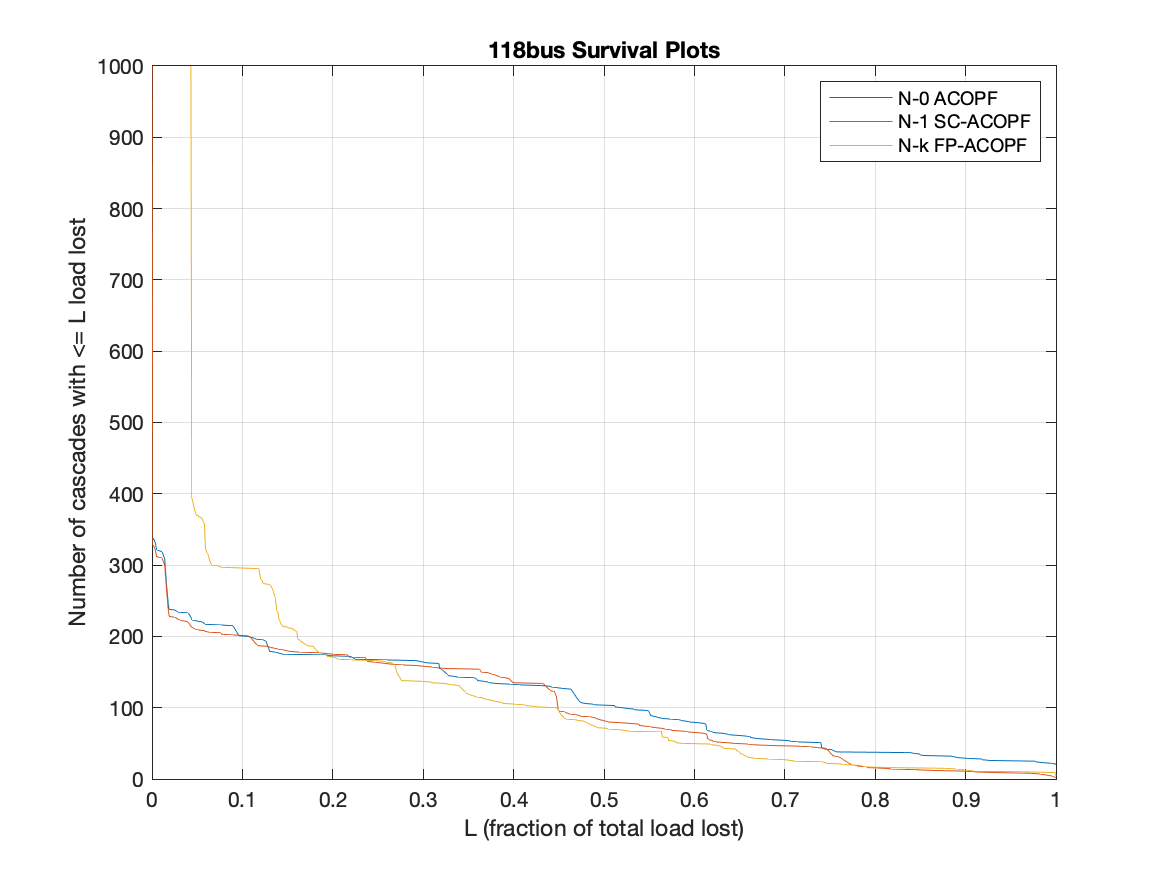 118bus Survival Plots
1000
900
800
700
600
500
400
300
200
100
0
Number of cascades with <= L load lost
N-0 ACOPF
N-1 SC-ACOPF
N-k FP-ACOPF
0 0.1 0.2 0.3 0.4 0.5 0.6 0.7 0.8 0.9 1
L (fraction of total load lost)